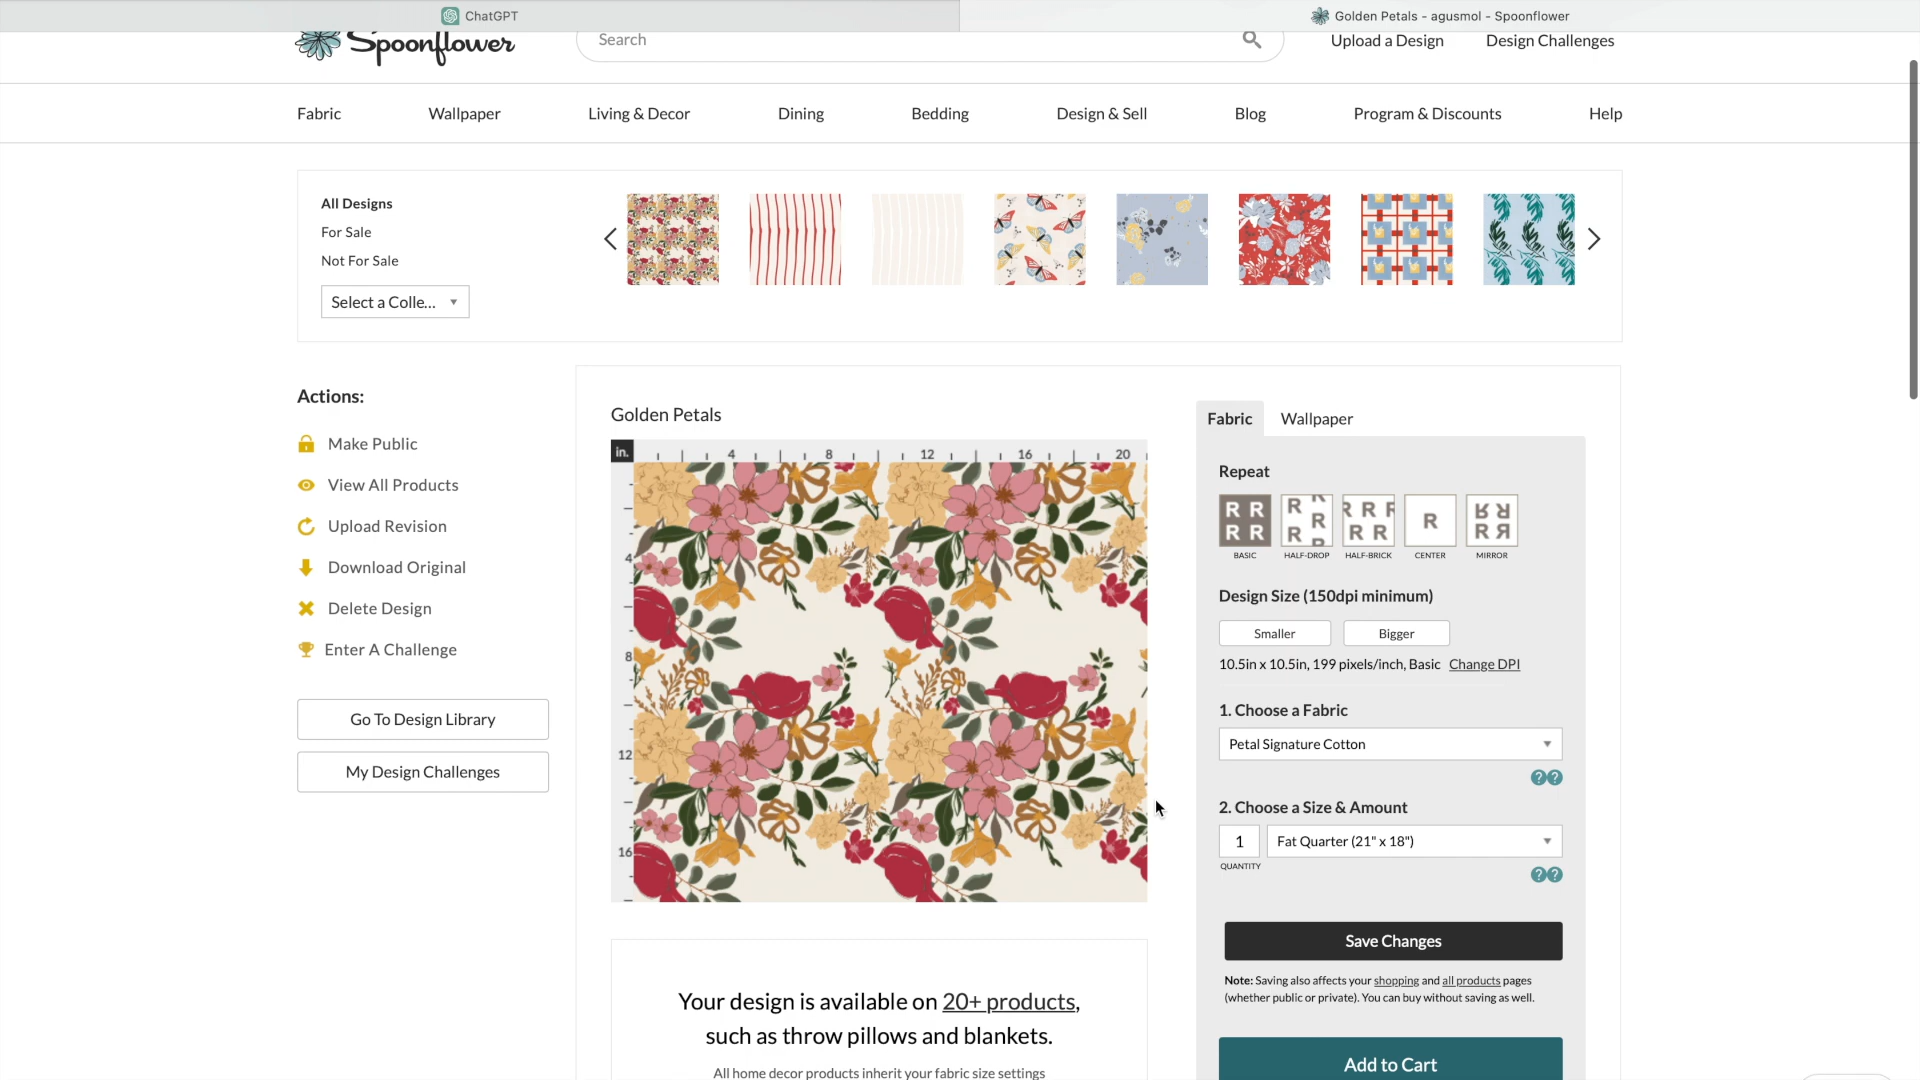 ChatGPT
Golden Petals - agusmol - Spoonflower
Spoonflower
Search
Upload a Design
Design Challenges
Fabric
Wallpaper
Living & Decor
Dining
Bedding
Design & Sell
Blog
Program & Discounts
Help
All Designs
For Sale
Not For Sale
Select a Colle...
Actions:
Make Public
View All Products
Upload Revision
Download Original
Delete Design
Enter A Challenge
Go To Design Library
My Design Challenges
Golden Petals
in. 4 8 12 16 20
4
8
12
16
Your design is available on 20+ products,
such as throw pillows and blankets.
All home decor products inherit your fabric size settings
Fabric
Wallpaper
Repeat
R R R R R R R R R R R R R
R R R R R R R R
BASIC HALF-DROP HALF-BRICK CENTER MIRROR
Design Size (150dpi minimum)
Smaller
Bigger
10.5in x 10.5in, 199 pixels/inch, Basic Change DPI
1. Choose a Fabric
Petal Signature Cotton
??
2. Choose a Size & Amount
1
Fat Quarter (21" x 18")
QUANTITY
??
Save Changes
Note: Saving also affects your shopping and all products pages
(whether public or private). You can buy without saving as well.
Add to Cart